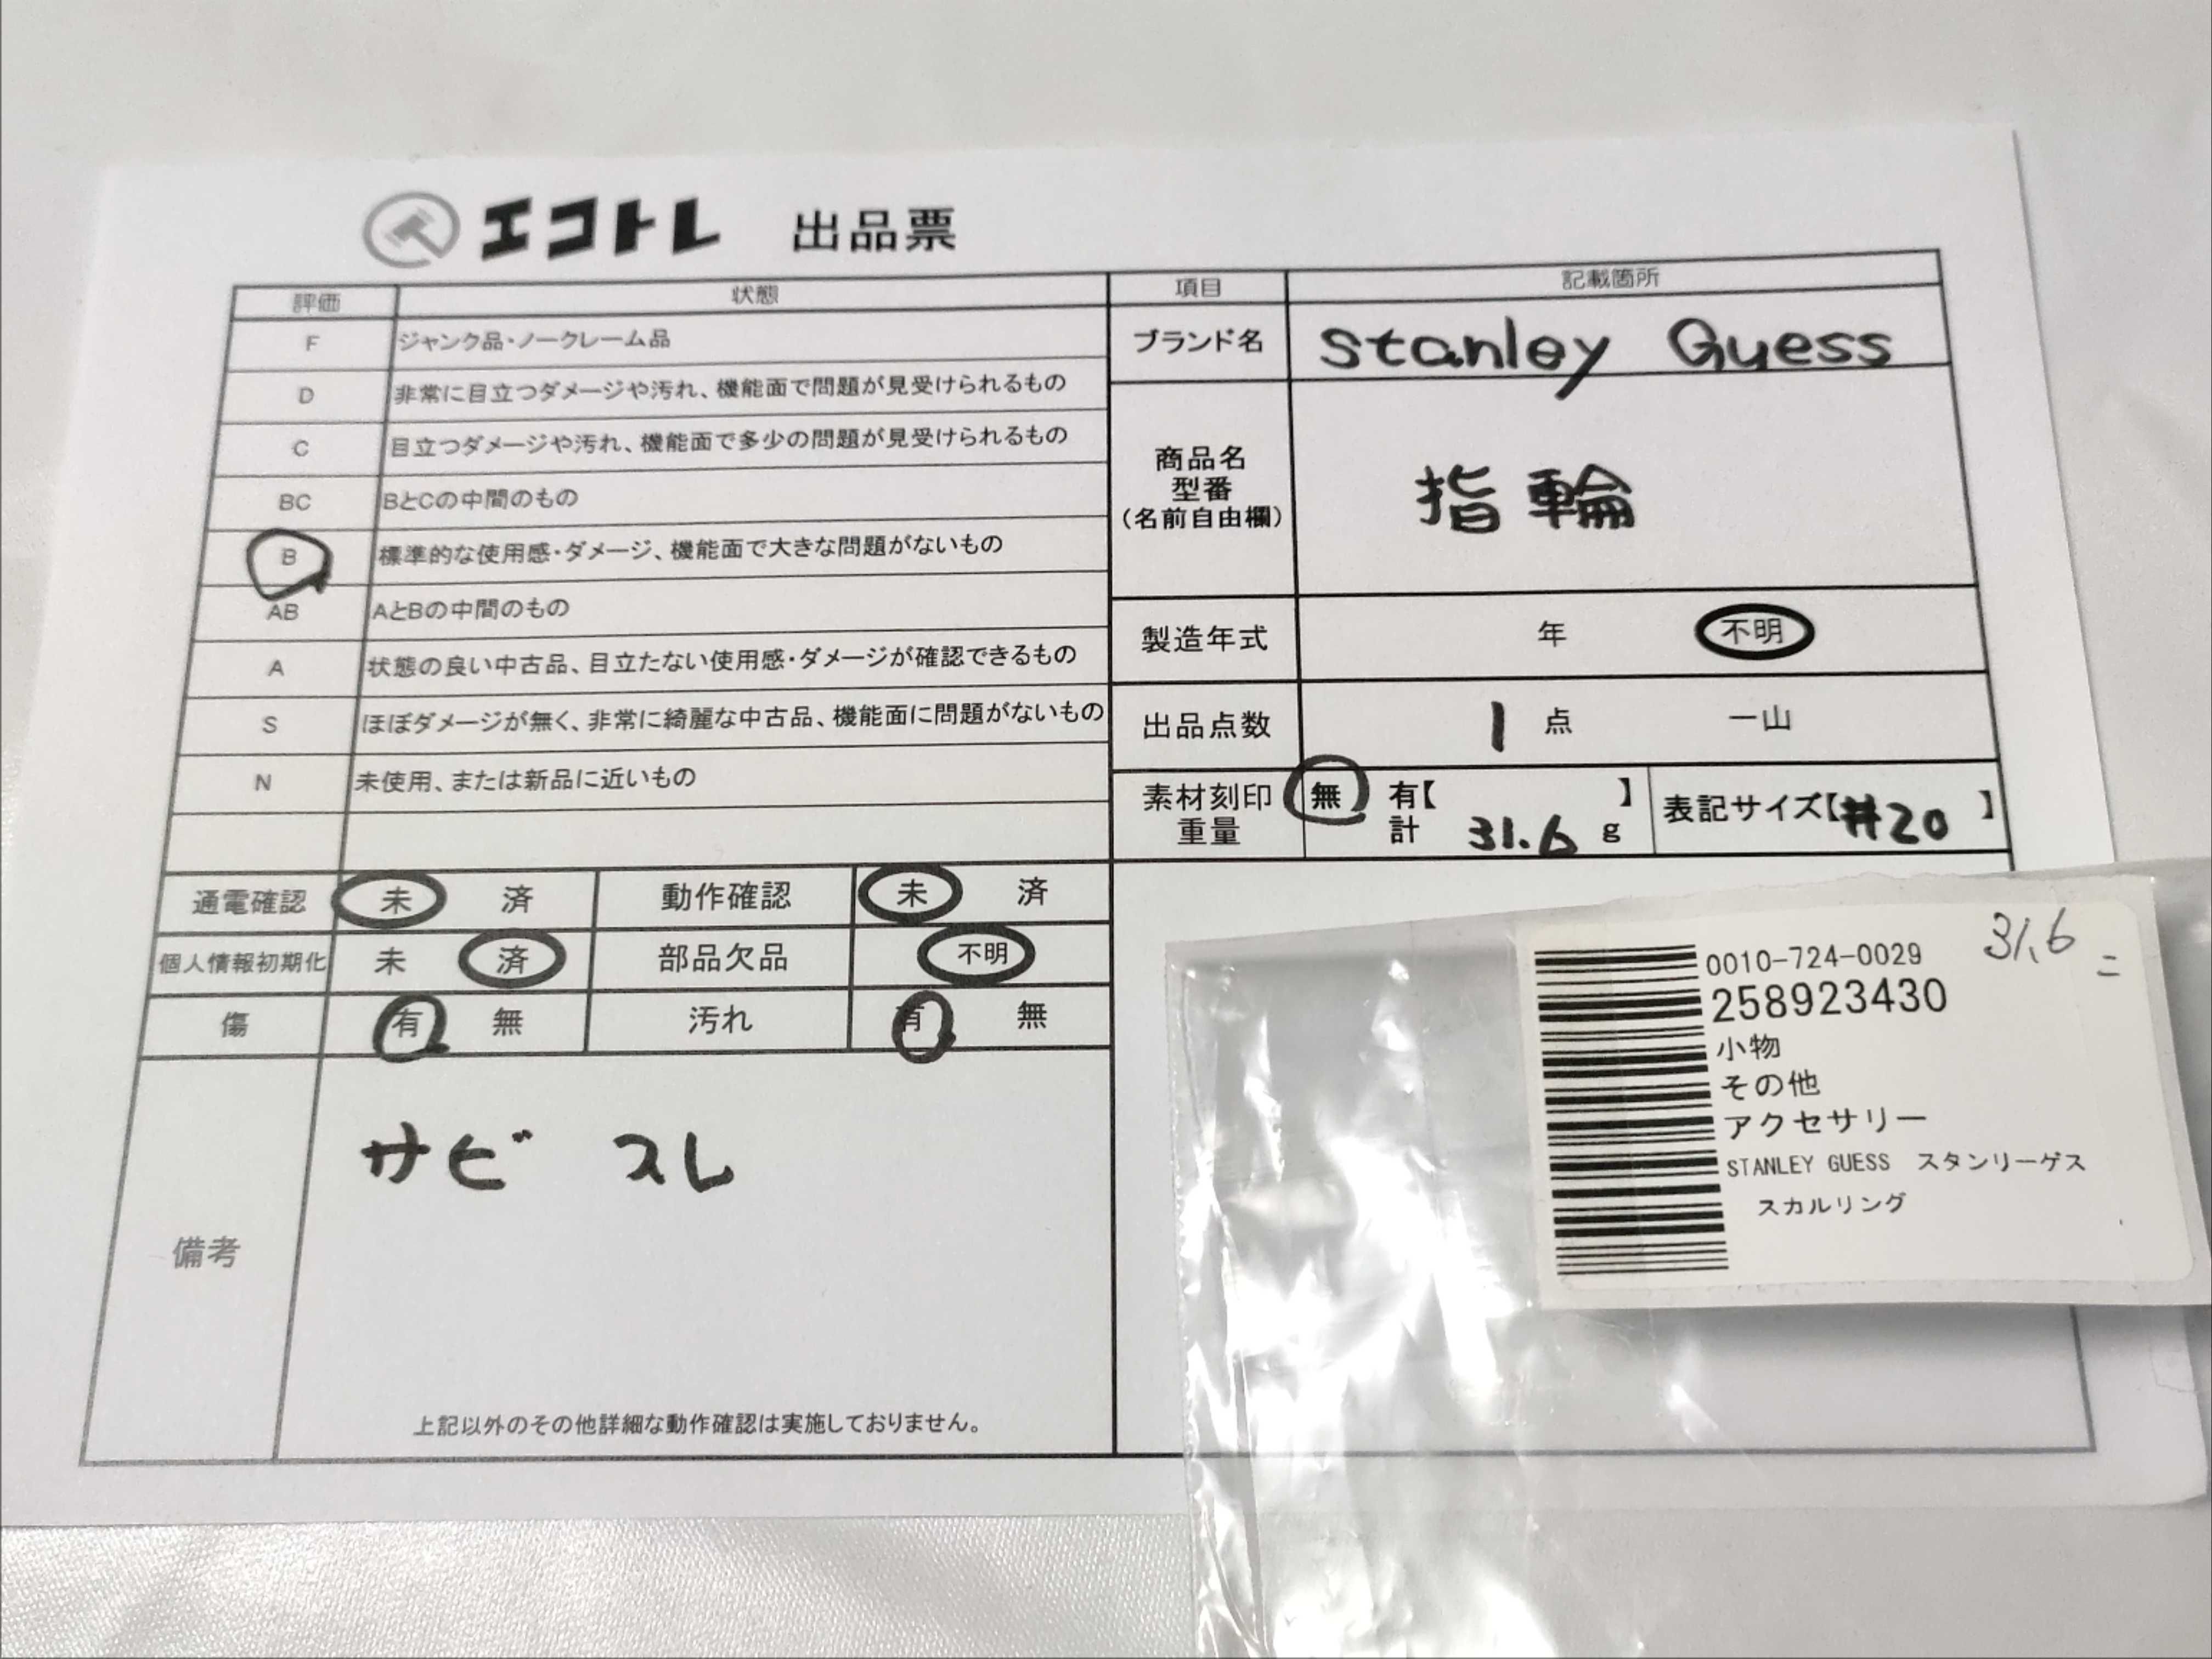 エコトレ 出品票
評価 状態 項目 記載箇所
F ジャンク品・ノークレーム品
D 非常に目立つダメージや汚れ、機能面で問題が見受けられるもの
C 目立つダメージや汚れ、機能面で多少の問題が見受けられるもの
BC BとCの中間のもの
B 標準的な使用感・ダメージ、機能面で大きな問題がないもの
AB AとBの中間のもの
A 状態の良い中古品、目立たない使用感・ダメージが確認できるもの
S ほぼダメージが無く、非常に綺麗な中古品、機能面に問題がないもの
N 未使用、または新品に近いもの
ブランド名 Stanley Guess
商品名
型番
(名前自由欄)
指輪
製造年式 年 不明
出品点数 1 点 一山
素材刻印 無 有【 】
重量 計 31.6 g
表記サイズ【#20 】
通電確認 未 済 動作確認 未 済
個人情報初期化 未 済 部品欠品 不明
傷 有 無 汚れ 有 無
備考
サビ スレ
上記以外のその他詳細な動作確認は実施しておりません。
31.6 =
0010-724-0029
258923430
小物
その他
アクセサリー
STANLEY GUESS スタンリーゲス
スカルリング